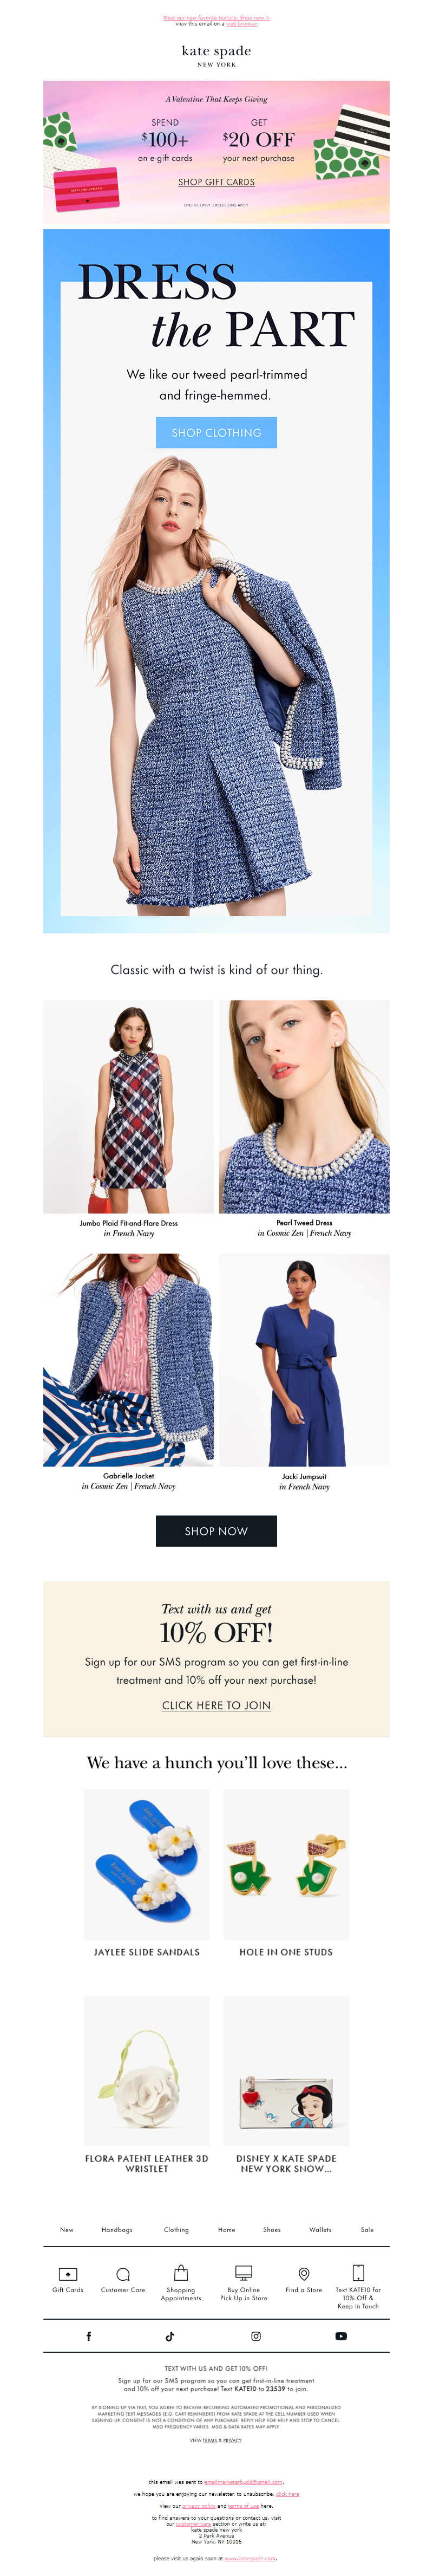 Meet our new favorite texture. Shop now >
view this email on a web browser
kate spade
NEW YORK
A Valentine That Keeps Giving
SPEND
$100+
on e-gift cards
GET
$20 OFF
your next purchase
SHOP GIFT CARDS
ONLINE ONLY. EXCLUSIONS APPLY.
DRESS
the PART
We like our tweed pearl-trimmed
and fringe-hemmed.
SHOP CLOTHING
Classic with a twist is kind of our thing.
Jumbo Plaid Fit-and-Flare Dress
in French Navy
Pearl Tweed Dress
in Cosmic Zen | French Navy
Gabrielle Jacket
in Cosmic Zen | French Navy
Jacki Jumpsuit
in French Navy
SHOP NOW
Text with us and get
10% OFF!
Sign up for our SMS program so you can get first-in-line
treatment and 10% off your next purchase!
CLICK HERE TO JOIN
We have a hunch you'll love these...
JAYLEE SLIDE SANDALS
HOLE IN ONE STUDS
FLORA PATENT LEATHER 3D
WRISTLET
DISNEY X KATE SPADE
NEW YORK SNOW...
New Handbags Clothing Home Shoes Wallets Sale
Gift Cards
Customer Care
Shopping
Appointments
Buy Online
Pick Up in Store
Find a Store
Text KATE10 for
10% Off &
Keep in Touch
TEXT WITH US AND GET 10% OFF!
Sign up for our SMS program so you can get first-in-line treatment
and 10% off your next purchase! Text KATE10 to 23539 to join.
BY SIGNING UP VIA TEXT, YOU AGREE TO RECEIVE RECURRING AUTOMATED PROMOTIONAL AND PERSONALIZED
MARKETING TEXT MESSAGES (E.G. CART REMINDERS) FROM KATE SPADE AT THE CELL NUMBER USED WHEN
SIGNING UP. CONSENT IS NOT A CONDITION OF ANY PURCHASE. REPLY HELP FOR HELP AND STOP TO CANCEL.
MSG FREQUENCY VARIES. MSG & DATA RATES MAY APPLY.
VIEW TERMS & PRIVACY
this email was sent to emailmarketerbudd@gmail.com.
we hope you are enjoying our newsletter; to unsubscribe, click here
view our privacy policy and terms of use here.
to find answers to your questions or contact us, visit
our customer care section or write us at:
kate spade new york
2 Park Avenue
New York, NY 10016
please visit us again soon at www.katespade.com.